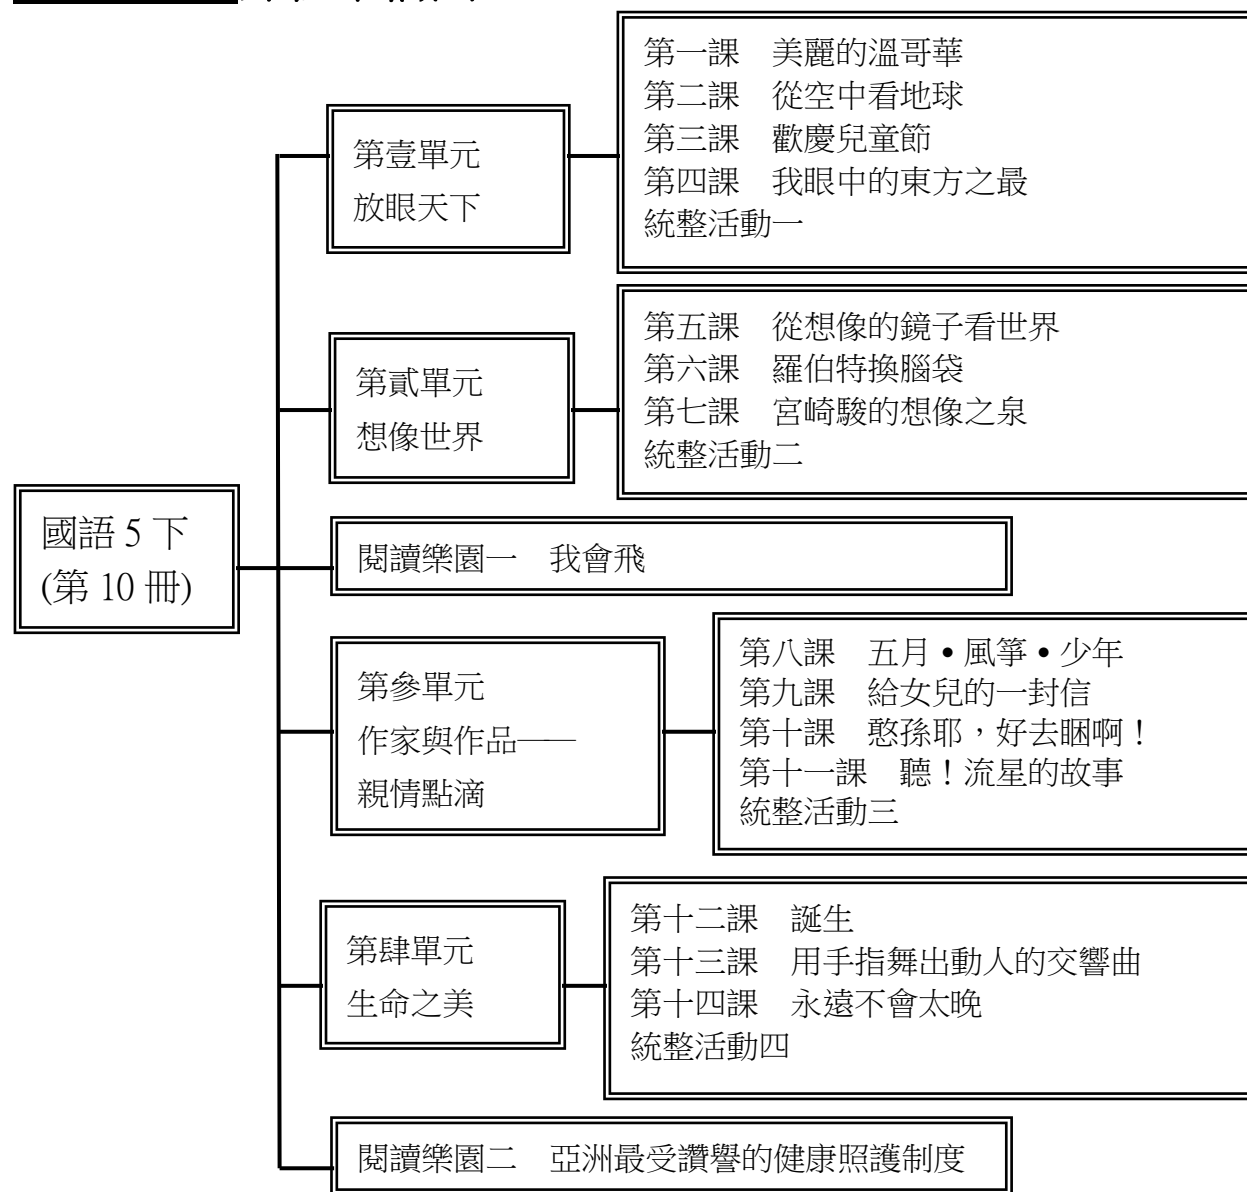 第一課　美麗的溫哥華
第二課　從空中看地球
第三課　歡慶兒童節
第四課　我眼中的東方之最
統整活動一
第壹單元
放眼天下
第五課　從想像的鏡子看世界
第六課　羅伯特換腦袋
第七課　宮崎駿的想像之泉
統整活動二
第貳單元
想像世界
國語 5 下
(第 10 冊)
閱讀樂園一　我會飛
第八課　五月•風箏•少年
第九課　給女兒的一封信
第十課　憨孫耶，好去睏啊！
第十一課　聽！流星的故事
統整活動三
第參單元
作家與作品——
親情點滴
第十二課　誕生
第十三課　用手指舞出動人的交響曲
第十四課　永遠不會太晚
統整活動四
第肆單元
生命之美
閱讀樂園二　亞洲最受讚譽的健康照護制度